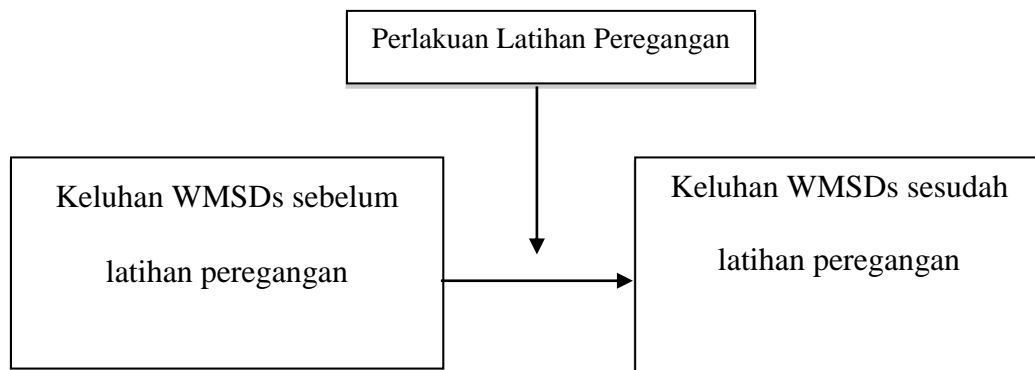 Perlakuan Latihan Peregangan
Keluhan WMSDs sebelum
latihan peregangan
Keluhan WMSDs sesudah
latihan peregangan